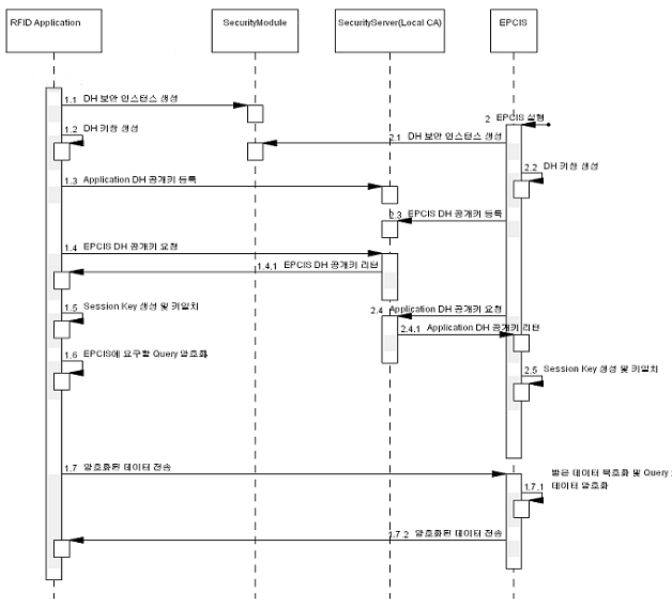 RFID Application
SecurityModule
SecurityServer(Local CA)
EPCIS
1.1 DH 보안 인스턴스 생성
2 EPCIS 실행
1.2 DH 키쌍 생성
2.1 DH 보안 인스턴스 생성
2.2 DH 키쌍 생성
1.3 Application DH 공개키 등록
2.3 EPCIS DH 공개키 등록
1.4 EPCIS DH 공개키 요청
1.4.1 EPCIS DH 공개키 리턴
1.5 Session Key 생성 및 키일치
2.4 Application DH 공개키 요청
2.4.1 Application DH 공개키 리턴
1.6 EPCIS에 요구할 Query 암호화
2.5 Session Key 생성 및 키일치
1.7 암호화된 데이터 전송
받은 데이터 복호화 및 Query
1.7.1 데이터 암호화
1.7.2 암호화된 데이터 전송